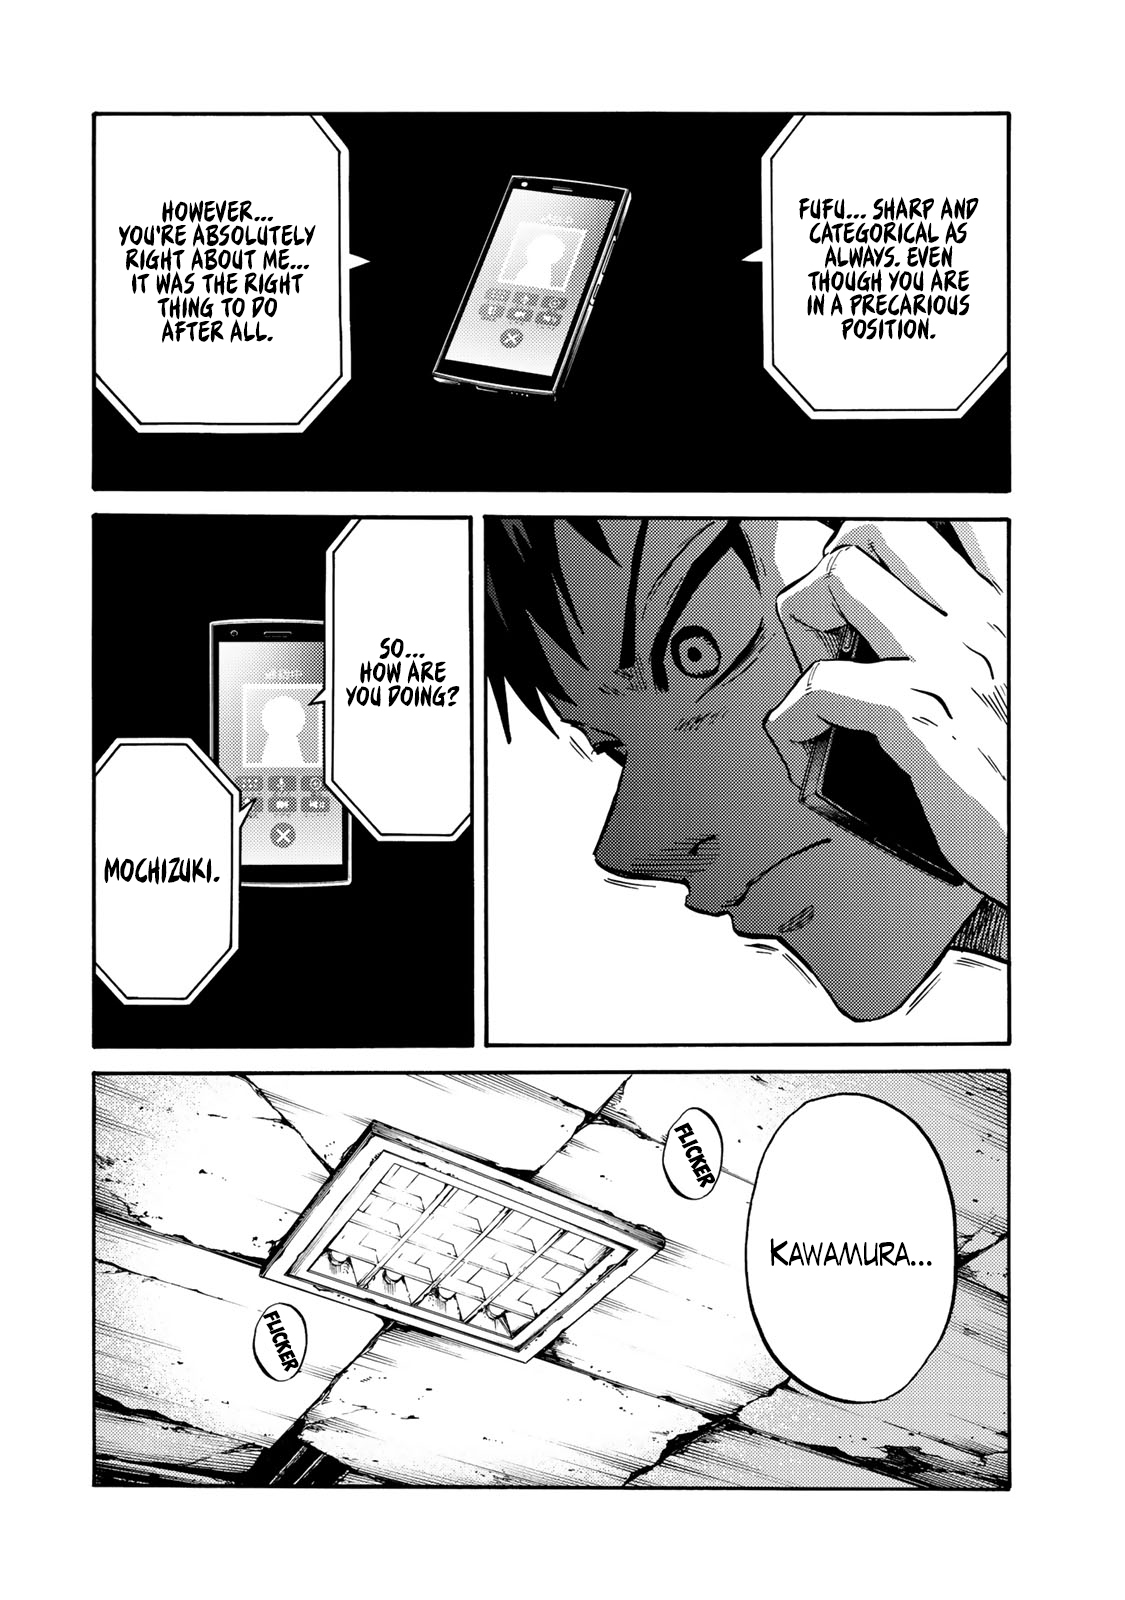 FUFU... SHARP AND
CATEGORICAL AS
ALWAYS. EVEN
THOUGH YOU ARE
IN A PRECARIOUS
POSITION.
HOWEVER...
YOU'RE ABSOLUTELY
RIGHT ABOUT ME...
IT WAS THE RIGHT
THING TO DO
AFTER ALL.
SO...
HOW ARE
YOU DOING?
MOCHIZUKI.
FLICKER
KAWAMURA...
FLICKER